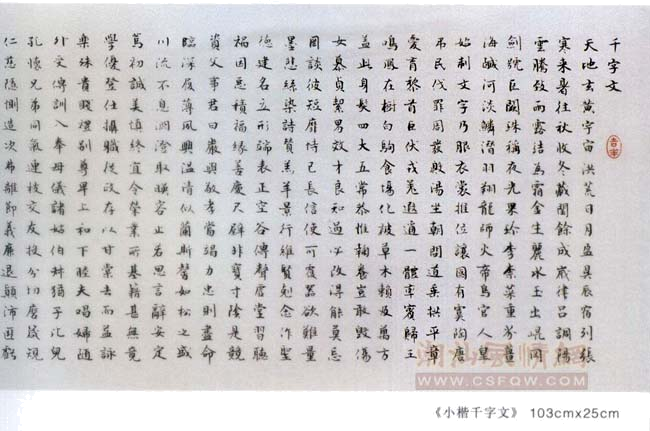 千字文
天地玄黃宇宙洪荒日月盈昃辰宿列張
寒來暑往秋收冬藏閏餘成歲律呂調陽
雲騰致雨露結為霜金生麗水玉出崐岡
劍號巨闕珠稱夜光果珍李柰菜重芥薑
海鹹河淡鱗潛羽翔龍師火帝鳥官人皇
始制文字乃服衣裳推位讓國有虞陶唐
吊民伐罪周發殷湯坐朝問道垂拱平章
愛育黎首臣伏戎羌遐邇一體率賓歸王
鳴鳳在樹白駒食場化被草木賴及萬方
蓋此身髮四大五常恭惟鞠養豈敢毀傷
女慕貞絜男效才良知過必改得能莫忘
罔談彼短靡恃己長信使可覆器欲難量
墨悲絲染詩讚羔羊景行維賢剋念作聖
德建名立形端表正空谷傳聲虛堂習聽
禍因惡積福緣善慶尺璧非寶寸陰是競
資父事君曰嚴與敬孝當竭力忠則盡命
臨深履薄夙興溫凊似蘭斯馨如松之盛
川流不息淵澄取暎容止若思言辭安定
篤初誠美慎終宜令榮業所基籍甚無竟
學優登仕攝職從政存以甘棠去而益詠
樂殊貴賤禮別尊卑上和下睦夫唱婦隨
外受傅訓入奉母儀諸姑伯叔猶子比兒
孔懷兄弟同氣連枝交友投分切磨箴規
仁慈隱惻造次弗離節義廉退顛沛匪虧
潮汕风情網
WWW.CSFQW.COM
《小楷千字文》 103cmx25cm